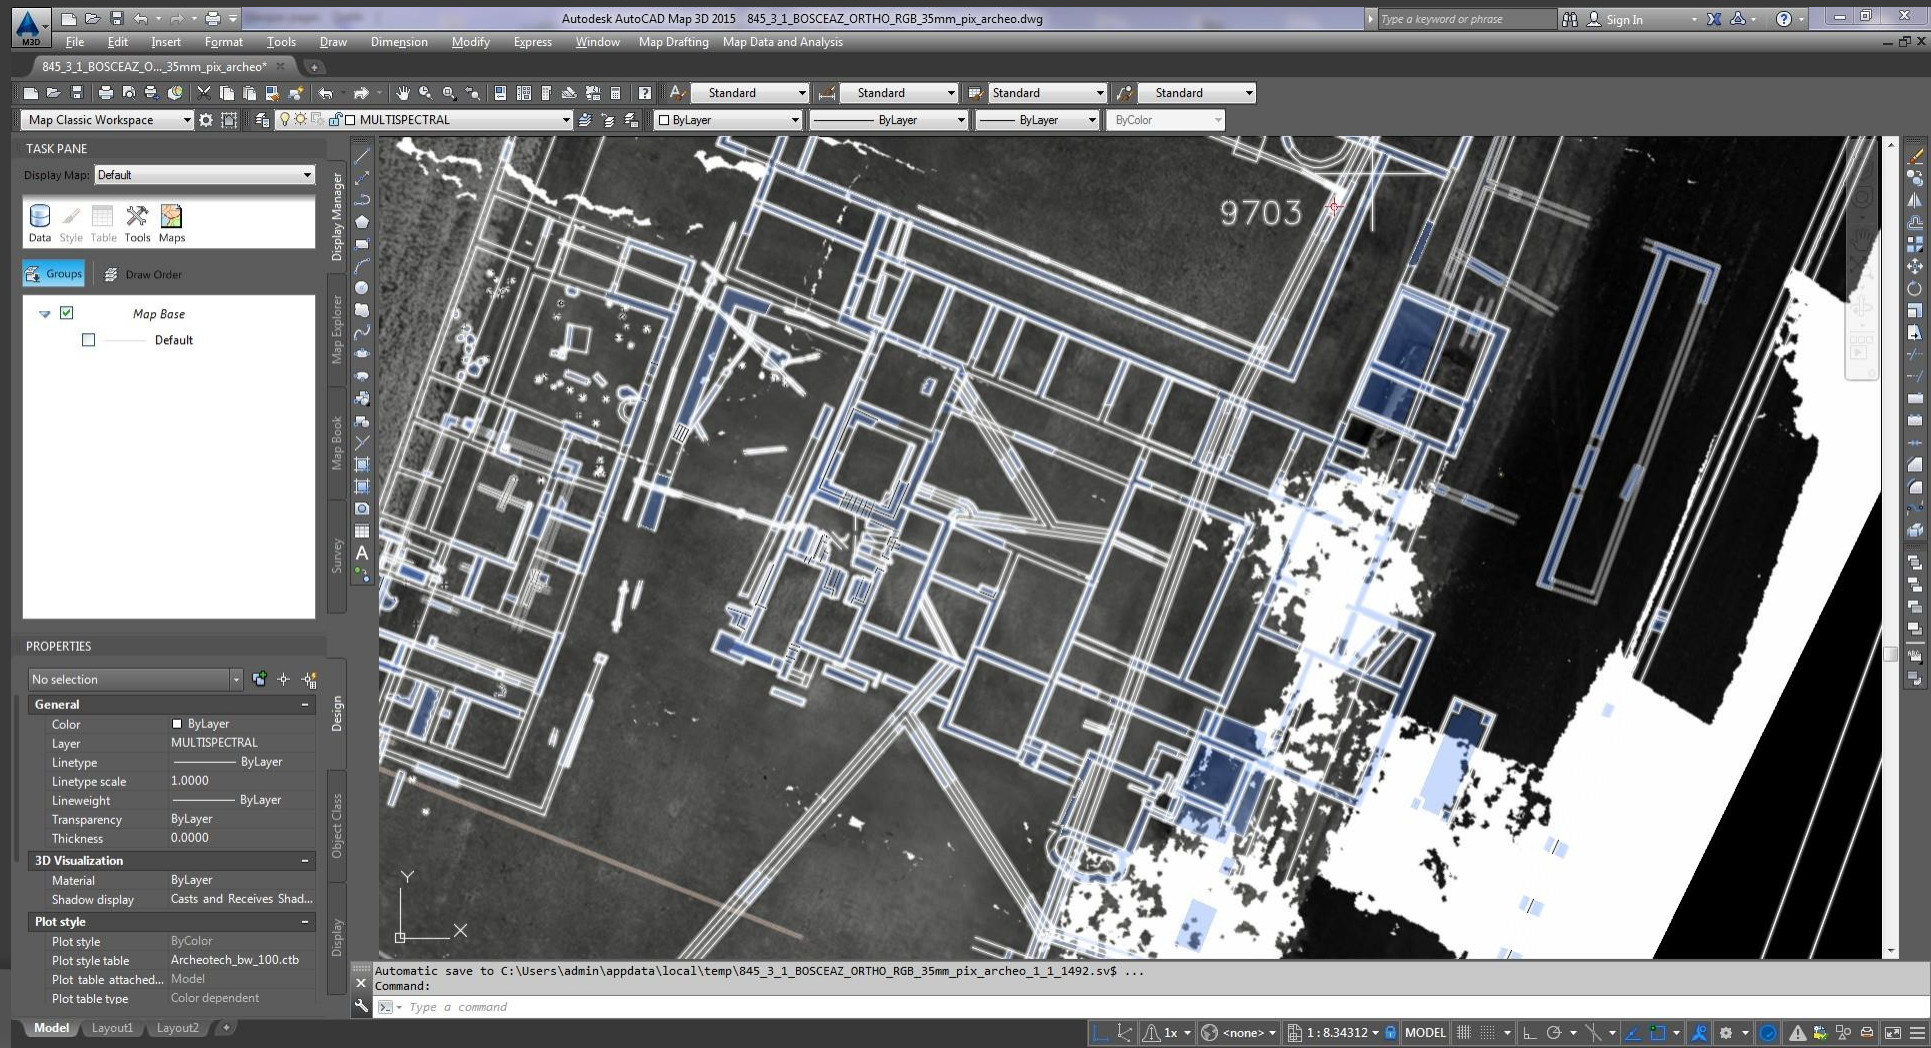 Autodesk AutoCAD Map 3D 2015 845_3_1_BOSCEAZ_ORTHO_RGB_35mm_pix_archeo.dwg
Type a keyword or phrase
Sign In
M3D
File Edit Insert Format Tools Draw Dimension Modify Express Window Map Drafting Map Data and Analysis
845_3_1_BOSCEAZ_O..._35mm_pix_archeo*
Standard Standard Standard Standard
Map Classic Workspace MULTISPECTRAL ByLayer ByLayer ByLayer ByColor
TASK PANE
Display Map: Default
Data Style Table Tools Maps
Groups Draw Order
Map Base
Default
Display Manager
Map Explorer
Map Book
Survey
9703
PROPERTIES
No selection
General
Color ByLayer
Layer MULTISPECTRAL
Linetype ByLayer
Linetype scale 1.0000
Lineweight ByLayer
Transparency ByLayer
Thickness 0.0000
3D Visualization
Material ByLayer
Shadow display Casts and Receives Shad...
Plot style
Plot style ByColor
Plot style table Archeotech_bw_100.ctb
Plot table attached... Model
Plot table type Color dependent
Design
Object Class
Display
Y
X
Automatic save to C:\Users\admin\appdata\local\temp\845_3_1_BOSCEAZ_ORTHO_RGB_35mm_pix_archeo_1_1_1492.sv$ ...
Command:
Type a command
Model Layout1 Layout2
1x <none> 1 : 8.34312 MODEL